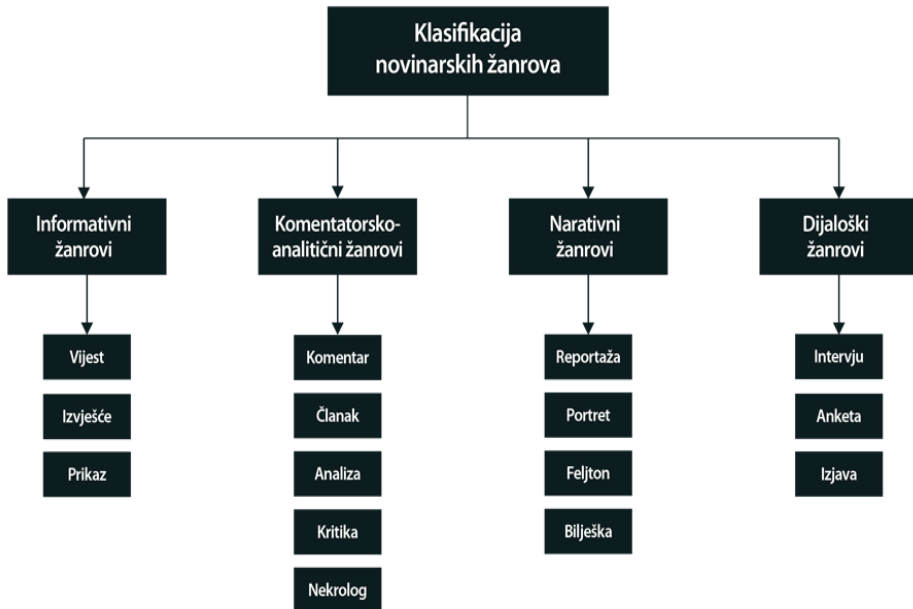 Klasifikacija
novinarskih žanrova
Informativni
žanrovi
Vijest
Izvješće
Prikaz
Komentatorsko-
analitični žanrovi
Komentar
Članak
Analiza
Kritika
Nekrolog
Narativni
žanrovi
Reportaža
Portret
Feljton
Bilješka
Dijaloški
žanrovi
Intervju
Anketa
Izjava